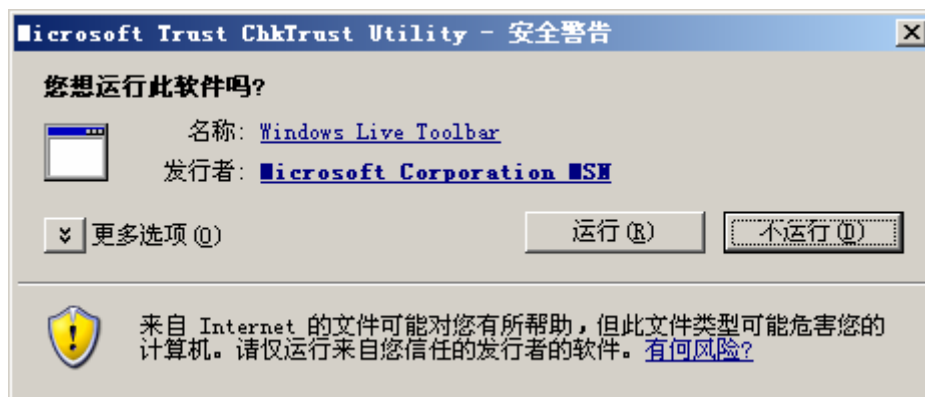 Microsoft Trust ChkTrust Utility - 安全警告
您想运行此软件吗?
名称: Windows Live Toolbar
发行者: Microsoft Corporation MSN
更多选项(O)
运行(R)
不运行(D)
来自 Internet 的文件可能对您有所帮助，但此文件类型可能危害您的
计算机。请仅运行来自您信任的发行者的软件。有何风险?